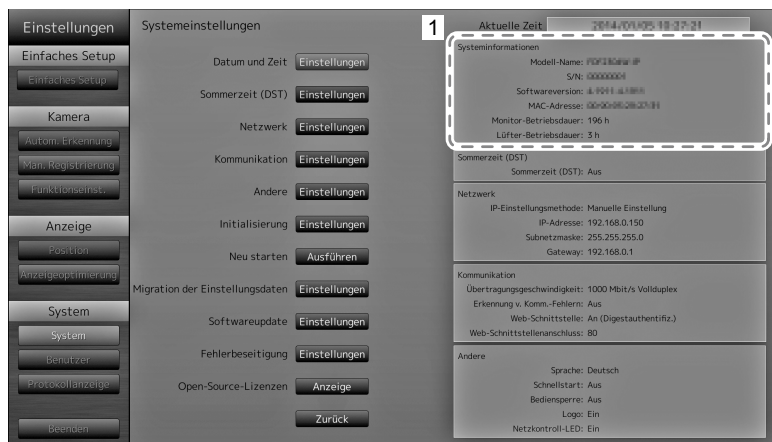 Einstellungen
Einfaches Setup
Einfaches Setup
Kamera
Autom. Erkennung
Man. Registrierung
Funktionseinst.
Anzeige
Position
Anzeigeoptimierung
System
System
Benutzer
Protokollanzeige
Beenden
Systemeinstellungen
Datum und Zeit Einstellungen
Sommerzeit (DST) Einstellungen
Netzwerk Einstellungen
Kommunikation Einstellungen
Andere Einstellungen
Initialisierung Einstellungen
Neu starten Ausführen
Migration der Einstellungsdaten Einstellungen
Softwareupdate Einstellungen
Fehlerbeseitigung Einstellungen
Open-Source-Lizenzen Anzeige
Zurück
1
Aktuelle Zeit
Systeminformationen
Modell-Name:
S/N:
Softwareversion:
MAC-Adresse:
Monitor-Betriebsdauer: 196 h
Lüfter-Betriebsdauer: 3 h
Sommerzeit (DST)
Sommerzeit (DST): Aus
Netzwerk
IP-Einstellungsmethode: Manuelle Einstellung
IP-Adresse: 192.168.0.150
Subnetzmaske: 255.255.255.0
Gateway: 192.168.0.1
Kommunikation
Übertragungsgeschwindigkeit: 1000 Mbit/s Vollduplex
Erkennung v. Komm.-Fehlern: Aus
Web-Schnittstelle: An (Digestauthentifiz.)
Web-Schnittstellenanschluss: 80
Andere
Sprache: Deutsch
Schnellstart: Aus
Bediensperre: Aus
Logo: Ein
Netzkontroll-LED: Ein